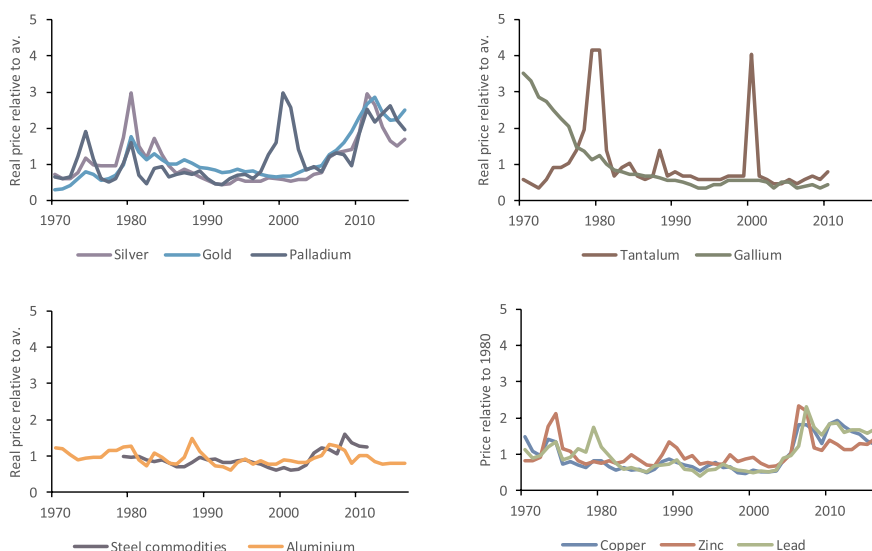 Real price relative to av.
5
4
3
2
1
0
1970 1980 1990 2000 2010
Silver Gold Palladium
Real price relative to av.
5
4
3
2
1
0
1970 1980 1990 2000 2010
Tantalum Gallium
Real price relative to av.
5
4
3
2
1
0
1970 1980 1990 2000 2010
Steel commodities Aluminium
Price relative to 1980
5
4
3
2
1
0
1970 1980 1990 2000 2010
Copper Zinc Lead